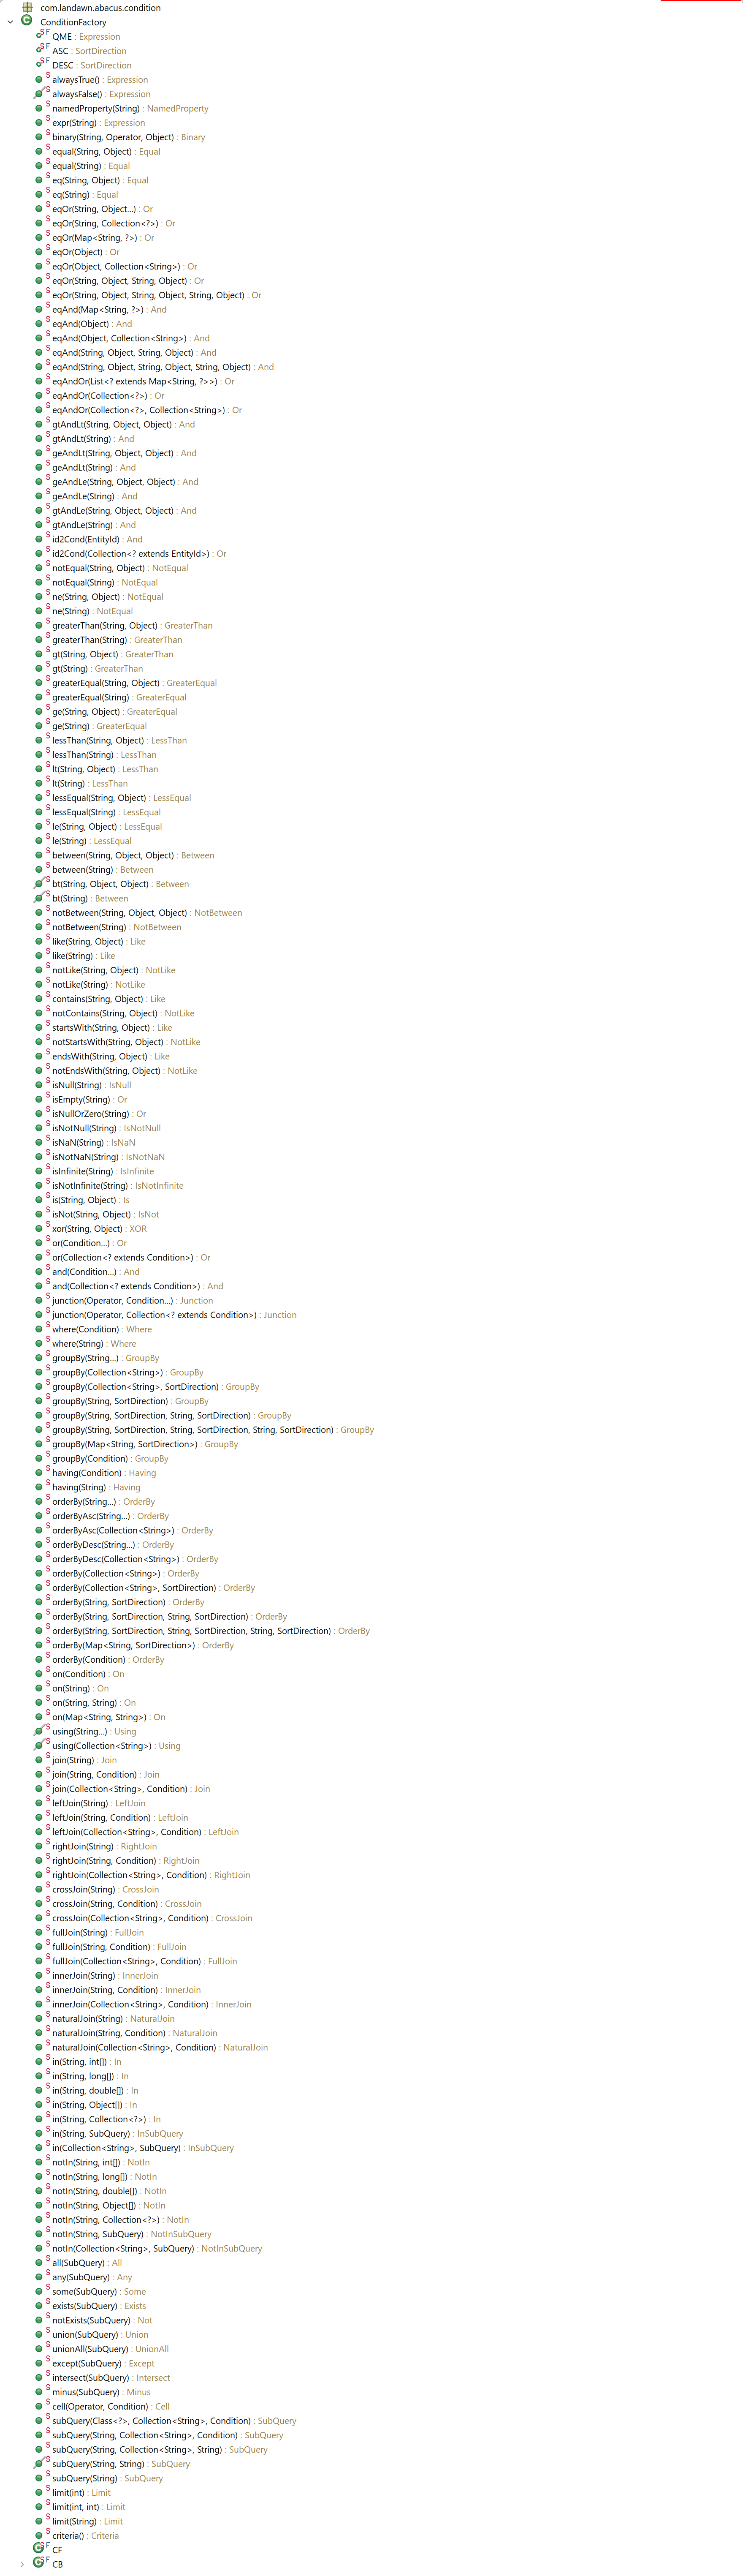 com.landawn.abacus.condition
ConditionFactory
QME : Expression
ASC : SortDirection
DESC : SortDirection
alwaysTrue() : Expression
alwaysFalse() : Expression
namedProperty(String) : NamedProperty
expr(String) : Expression
binary(String, Operator, Object) : Binary
equal(String, Object) : Equal
equal(String) : Equal
eq(String, Object) : Equal
eq(String) : Equal
eqOr(String, Object...) : Or
eqOr(String, Collection<?>) : Or
eqOr(Map<String, ?>) : Or
eqOr(Object) : Or
eqOr(Object, Collection<String>) : Or
eqOr(String, Object, String, Object) : Or
eqOr(String, Object, String, Object, String, Object) : Or
eqAnd(Map<String, ?>) : And
eqAnd(Object) : And
eqAnd(Object, Collection<String>) : And
eqAnd(String, Object, String, Object) : And
eqAnd(String, Object, String, Object, String, Object) : And
eqAndOr(List<? extends Map<String, ?>>) : Or
eqAndOr(Collection<?>) : Or
eqAndOr(Collection<?>, Collection<String>) : Or
gtAndLt(String, Object, Object) : And
gtAndLt(String) : And
geAndLt(String, Object, Object) : And
geAndLt(String) : And
geAndLe(String, Object, Object) : And
geAndLe(String) : And
gtAndLe(String, Object, Object) : And
gtAndLe(String) : And
id2Cond(EntityId) : And
id2Cond(Collection<? extends EntityId>) : Or
notEqual(String, Object) : NotEqual
notEqual(String) : NotEqual
ne(String, Object) : NotEqual
ne(String) : NotEqual
greaterThan(String, Object) : GreaterThan
greaterThan(String) : GreaterThan
gt(String, Object) : GreaterThan
gt(String) : GreaterThan
greaterEqual(String, Object) : GreaterEqual
greaterEqual(String) : GreaterEqual
ge(String, Object) : GreaterEqual
ge(String) : GreaterEqual
lessThan(String, Object) : LessThan
lessThan(String) : LessThan
lt(String, Object) : LessThan
lt(String) : LessThan
lessEqual(String, Object) : LessEqual
lessEqual(String) : LessEqual
le(String, Object) : LessEqual
le(String) : LessEqual
between(String, Object, Object) : Between
between(String) : Between
bt(String, Object, Object) : Between
bt(String) : Between
notBetween(String, Object, Object) : NotBetween
notBetween(String) : NotBetween
like(String, Object) : Like
like(String) : Like
notLike(String, Object) : NotLike
notLike(String) : NotLike
contains(String, Object) : Like
notContains(String, Object) : NotLike
startsWith(String, Object) : Like
notStartsWith(String, Object) : NotLike
endsWith(String, Object) : Like
notEndsWith(String, Object) : NotLike
isNull(String) : IsNull
isEmpty(String) : Or
isNullOrZero(String) : Or
isNotNull(String) : IsNotNull
isNaN(String) : IsNaN
isNotNaN(String) : IsNotNaN
isInfinite(String) : IsInfinite
isNotInfinite(String) : IsNotInfinite
is(String, Object) : Is
isNot(String, Object) : IsNot
xor(String, Object) : XOR
or(Condition...) : Or
or(Collection<? extends Condition>) : Or
and(Condition...) : And
and(Collection<? extends Condition>) : And
junction(Operator, Condition...) : Junction
junction(Operator, Collection<? extends Condition>) : Junction
where(Condition) : Where
where(String) : Where
groupBy(String...) : GroupBy
groupBy(Collection<String>) : GroupBy
groupBy(Collection<String>, SortDirection) : GroupBy
groupBy(String, SortDirection) : GroupBy
groupBy(String, SortDirection, String, SortDirection) : GroupBy
groupBy(String, SortDirection, String, SortDirection, String, SortDirection) : GroupBy
groupBy(Map<String, SortDirection>) : GroupBy
groupBy(Condition) : GroupBy
having(Condition) : Having
having(String) : Having
orderBy(String...) : OrderBy
orderByAsc(String...) : OrderBy
orderByAsc(Collection<String>) : OrderBy
orderByDesc(String...) : OrderBy
orderByDesc(Collection<String>) : OrderBy
orderBy(Collection<String>) : OrderBy
orderBy(Collection<String>, SortDirection) : OrderBy
orderBy(String, SortDirection) : OrderBy
orderBy(String, SortDirection, String, SortDirection) : OrderBy
orderBy(String, SortDirection, String, SortDirection, String, SortDirection) : OrderBy
orderBy(Map<String, SortDirection>) : OrderBy
orderBy(Condition) : OrderBy
on(Condition) : On
on(String) : On
on(String, String) : On
on(Map<String, String>) : On
using(String...) : Using
using(Collection<String>) : Using
join(String) : Join
join(String, Condition) : Join
join(Collection<String>, Condition) : Join
leftJoin(String) : LeftJoin
leftJoin(String, Condition) : LeftJoin
leftJoin(Collection<String>, Condition) : LeftJoin
rightJoin(String) : RightJoin
rightJoin(String, Condition) : RightJoin
rightJoin(Collection<String>, Condition) : RightJoin
crossJoin(String) : CrossJoin
crossJoin(String, Condition) : CrossJoin
crossJoin(Collection<String>, Condition) : CrossJoin
fullJoin(String) : FullJoin
fullJoin(String, Condition) : FullJoin
fullJoin(Collection<String>, Condition) : FullJoin
innerJoin(String) : InnerJoin
innerJoin(String, Condition) : InnerJoin
innerJoin(Collection<String>, Condition) : InnerJoin
naturalJoin(String) : NaturalJoin
naturalJoin(String, Condition) : NaturalJoin
naturalJoin(Collection<String>, Condition) : NaturalJoin
in(String, int[]) : In
in(String, long[]) : In
in(String, double[]) : In
in(String, Object[]) : In
in(String, Collection<?>) : In
in(String, SubQuery) : InSubQuery
in(Collection<String>, SubQuery) : InSubQuery
notIn(String, int[]) : NotIn
notIn(String, long[]) : NotIn
notIn(String, double[]) : NotIn
notIn(String, Object[]) : NotIn
notIn(String, Collection<?>) : NotIn
notIn(String, SubQuery) : NotInSubQuery
notIn(Collection<String>, SubQuery) : NotInSubQuery
all(SubQuery) : All
any(SubQuery) : Any
some(SubQuery) : Some
exists(SubQuery) : Exists
notExists(SubQuery) : Not
union(SubQuery) : Union
unionAll(SubQuery) : UnionAll
except(SubQuery) : Except
intersect(SubQuery) : Intersect
minus(SubQuery) : Minus
cell(Operator, Condition) : Cell
subQuery(Class<?>, Collection<String>, Condition) : SubQuery
subQuery(String, Collection<String>, Condition) : SubQuery
subQuery(String, Collection<String>, String) : SubQuery
subQuery(String, String) : SubQuery
subQuery(String) : SubQuery
limit(int) : Limit
limit(int, int) : Limit
limit(String) : Limit
criteria() : Criteria
CF
CB